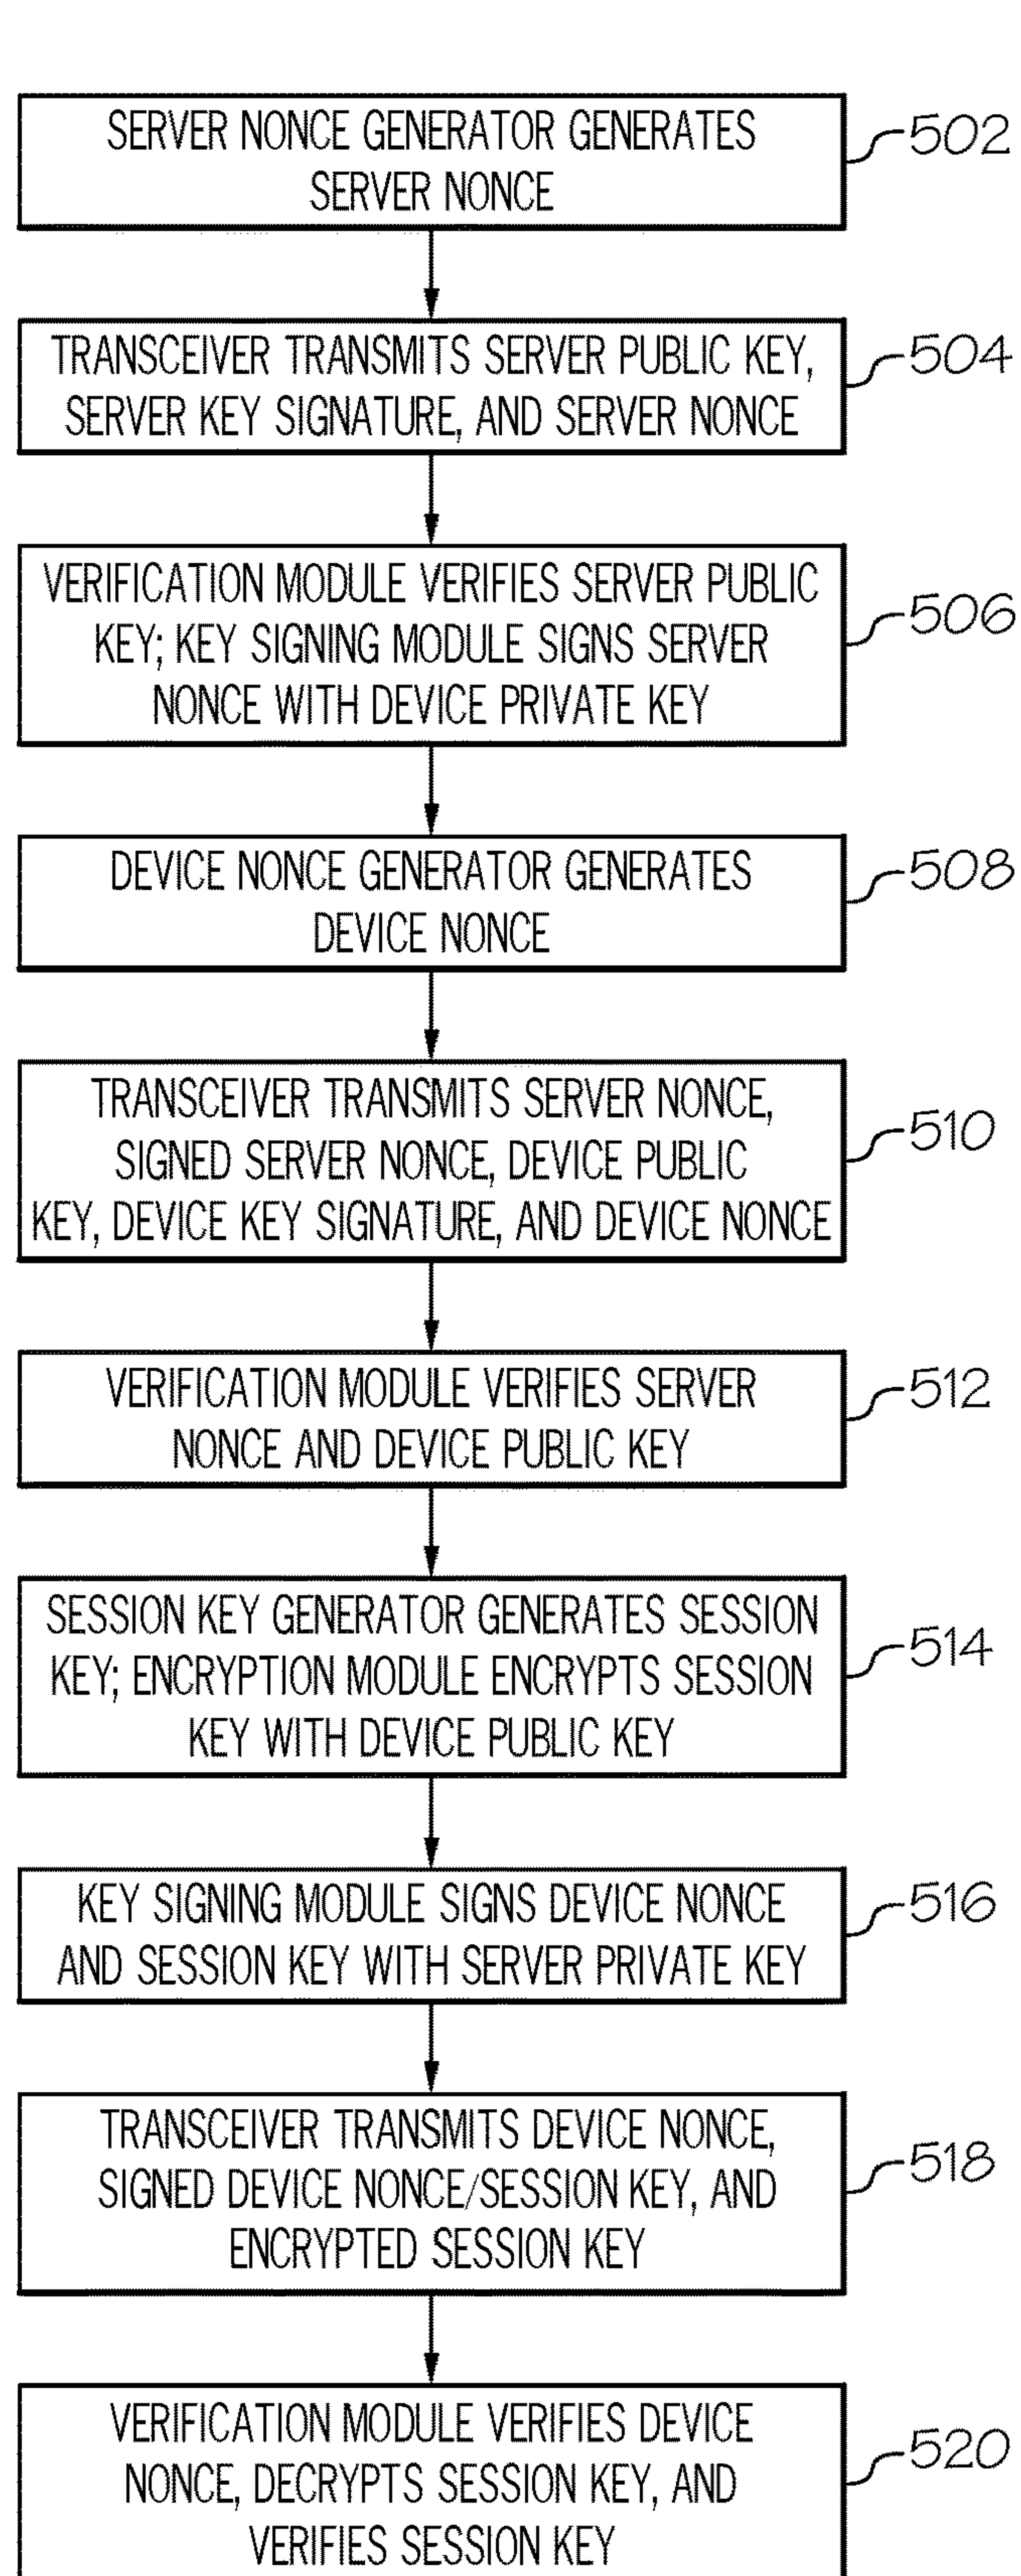 SERVER NONCE GENERATOR GENERATES
SERVER NONCE
502
TRANSCEIVER TRANSMITS SERVER PUBLIC KEY,
SERVER KEY SIGNATURE, AND SERVER NONCE
504
VERIFICATION MODULE VERIFIES SERVER PUBLIC
KEY; KEY SIGNING MODULE SIGNS SERVER
NONCE WITH DEVICE PRIVATE KEY
506
DEVICE NONCE GENERATOR GENERATES
DEVICE NONCE
508
TRANSCEIVER TRANSMITS SERVER NONCE,
SIGNED SERVER NONCE, DEVICE PUBLIC
KEY, DEVICE KEY SIGNATURE, AND DEVICE NONCE
510
VERIFICATION MODULE VERIFIES SERVER
NONCE AND DEVICE PUBLIC KEY
512
SESSION KEY GENERATOR GENERATES SESSION
KEY; ENCRYPTION MODULE ENCRYPTS SESSION
KEY WITH DEVICE PUBLIC KEY
514
KEY SIGNING MODULE SIGNS DEVICE NONCE
AND SESSION KEY WITH SERVER PRIVATE KEY
516
TRANSCEIVER TRANSMITS DEVICE NONCE,
SIGNED DEVICE NONCE/SESSION KEY, AND
ENCRYPTED SESSION KEY
518
VERIFICATION MODULE VERIFIES DEVICE
NONCE, DECRYPTS SESSION KEY, AND
VERIFIES SESSION KEY
520